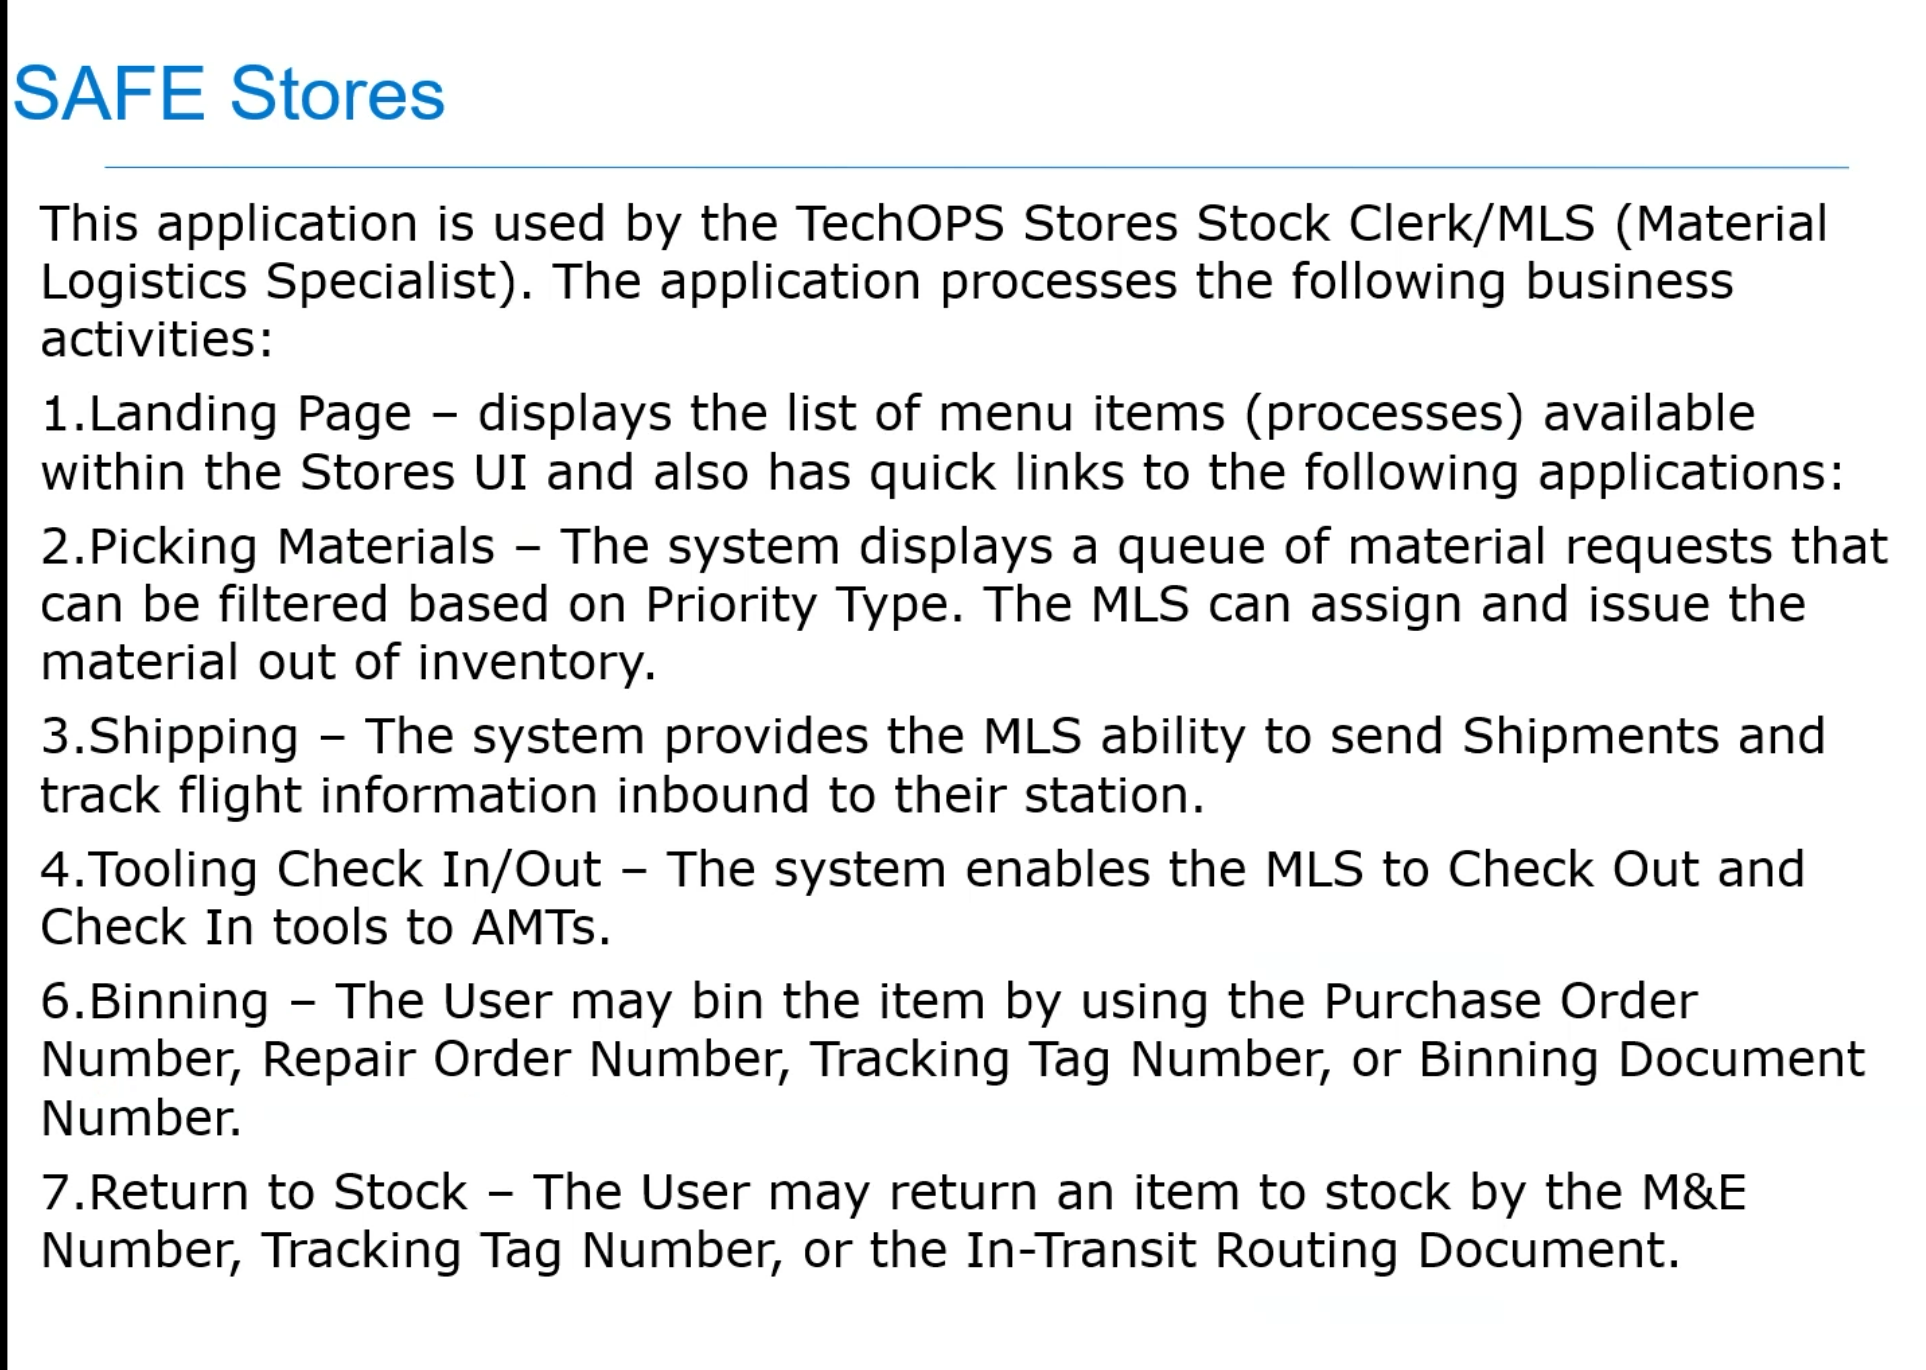 SAFE Stores
This application is used by the TechOPS Stores Stock Clerk/MLS (Material
Logistics Specialist). The application processes the following business
activities:
1.Landing Page – displays the list of menu items (processes) available
within the Stores UI and also has quick links to the following applications:
2.Picking Materials – The system displays a queue of material requests that
can be filtered based on Priority Type. The MLS can assign and issue the
material out of inventory.
3.Shipping – The system provides the MLS ability to send Shipments and
track flight information inbound to their station.
4.Tooling Check In/Out – The system enables the MLS to Check Out and
Check In tools to AMTs.
6.Binning – The User may bin the item by using the Purchase Order
Number, Repair Order Number, Tracking Tag Number, or Binning Document
Number.
7.Return to Stock – The User may return an item to stock by the M&E
Number, Tracking Tag Number, or the In-Transit Routing Document.